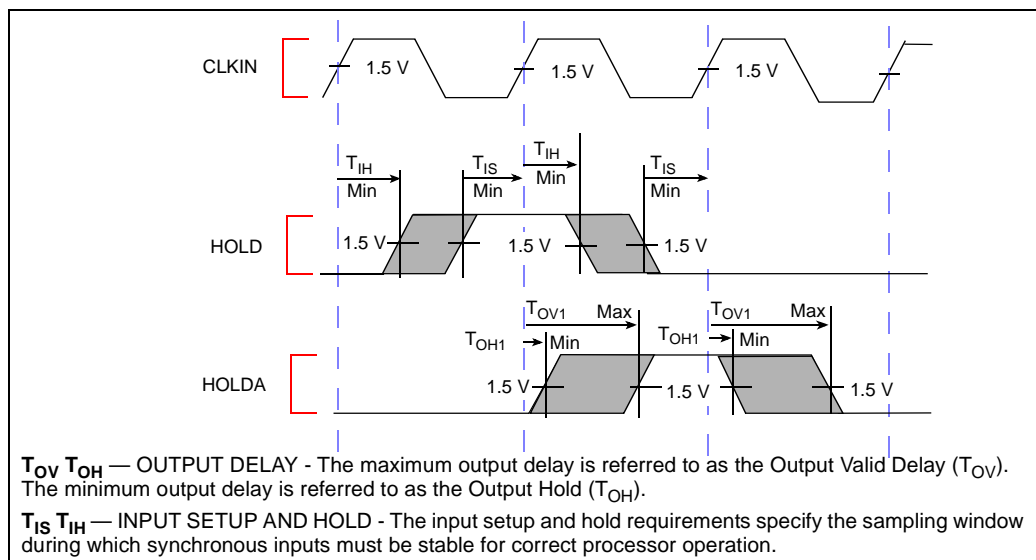 CLKIN
1.5 V 1.5 V 1.5 V
T_IH T_IS T_IH T_IS
Min Min Min Min
HOLD
1.5 V 1.5 V 1.5 V
T_OV1 Max T_OV1 Max
T_OH1 Min T_OH1 Min
HOLDA
1.5 V 1.5 V 1.5 V
T_OV T_OH — OUTPUT DELAY - The maximum output delay is referred to as the Output Valid Delay (T_OV).
The minimum output delay is referred to as the Output Hold (T_OH).
T_IS T_IH — INPUT SETUP AND HOLD - The input setup and hold requirements specify the sampling window
during which synchronous inputs must be stable for correct processor operation.